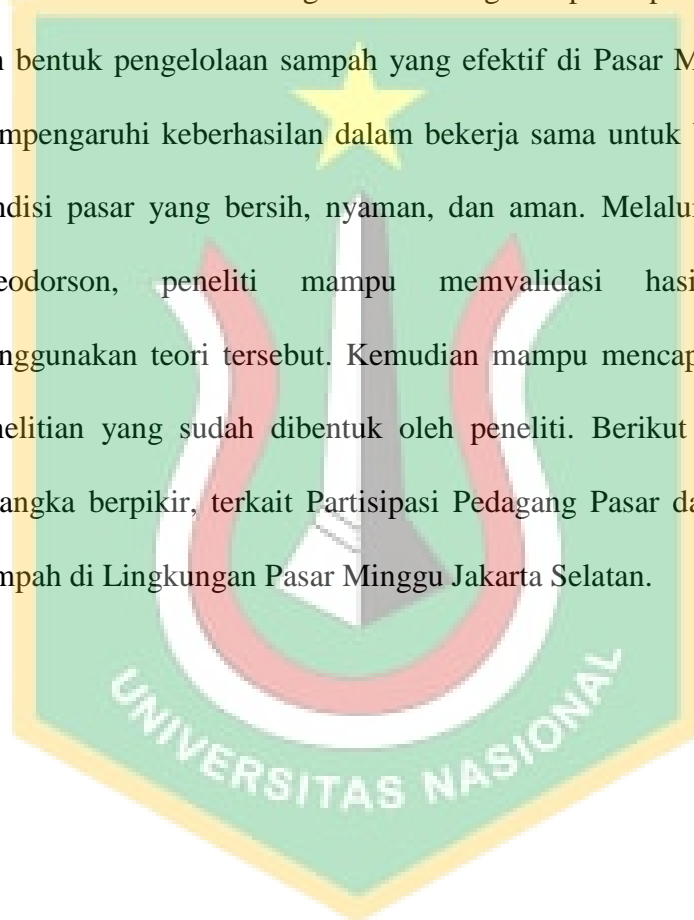 n bentuk pengelolaan sampah yang efektif di Pasar M
mpengaruhi keberhasilan dalam bekerja sama untuk
ndisi pasar yang bersih, nyaman, dan aman. Melalu
eodorson, peneliti mampu memvalidasi hasi
nggunakan teori tersebut. Kemudian mampu mencap
nelitian yang sudah dibentuk oleh peneliti. Berikut
angka berpikir, terkait Partisipasi Pedagang Pasar da
mpah di Lingkungan Pasar Minggu Jakarta Selatan.
UNIVERSITAS NASIONAL